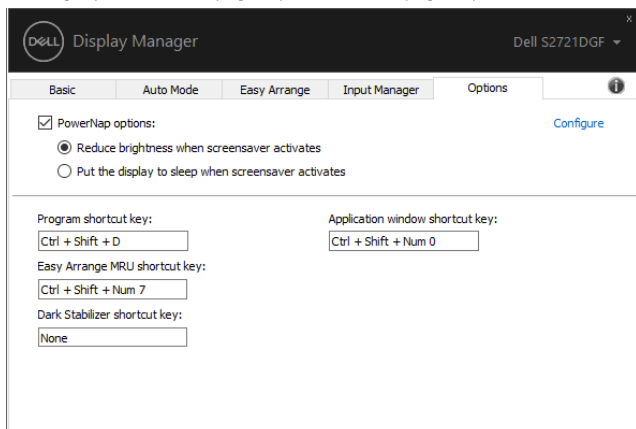 DELL Display Manager
Dell S2721DGF
x
Basic Auto Mode Easy Arrange Input Manager Options
PowerNap options:
Configure
Reduce brightness when screensaver activates
Put the display to sleep when screensaver activates
Program shortcut key:
Ctrl + Shift + D
Application window shortcut key:
Ctrl + Shift + Num 0
Easy Arrange MRU shortcut key:
Ctrl + Shift + Num 7
Dark Stabilizer shortcut key:
None